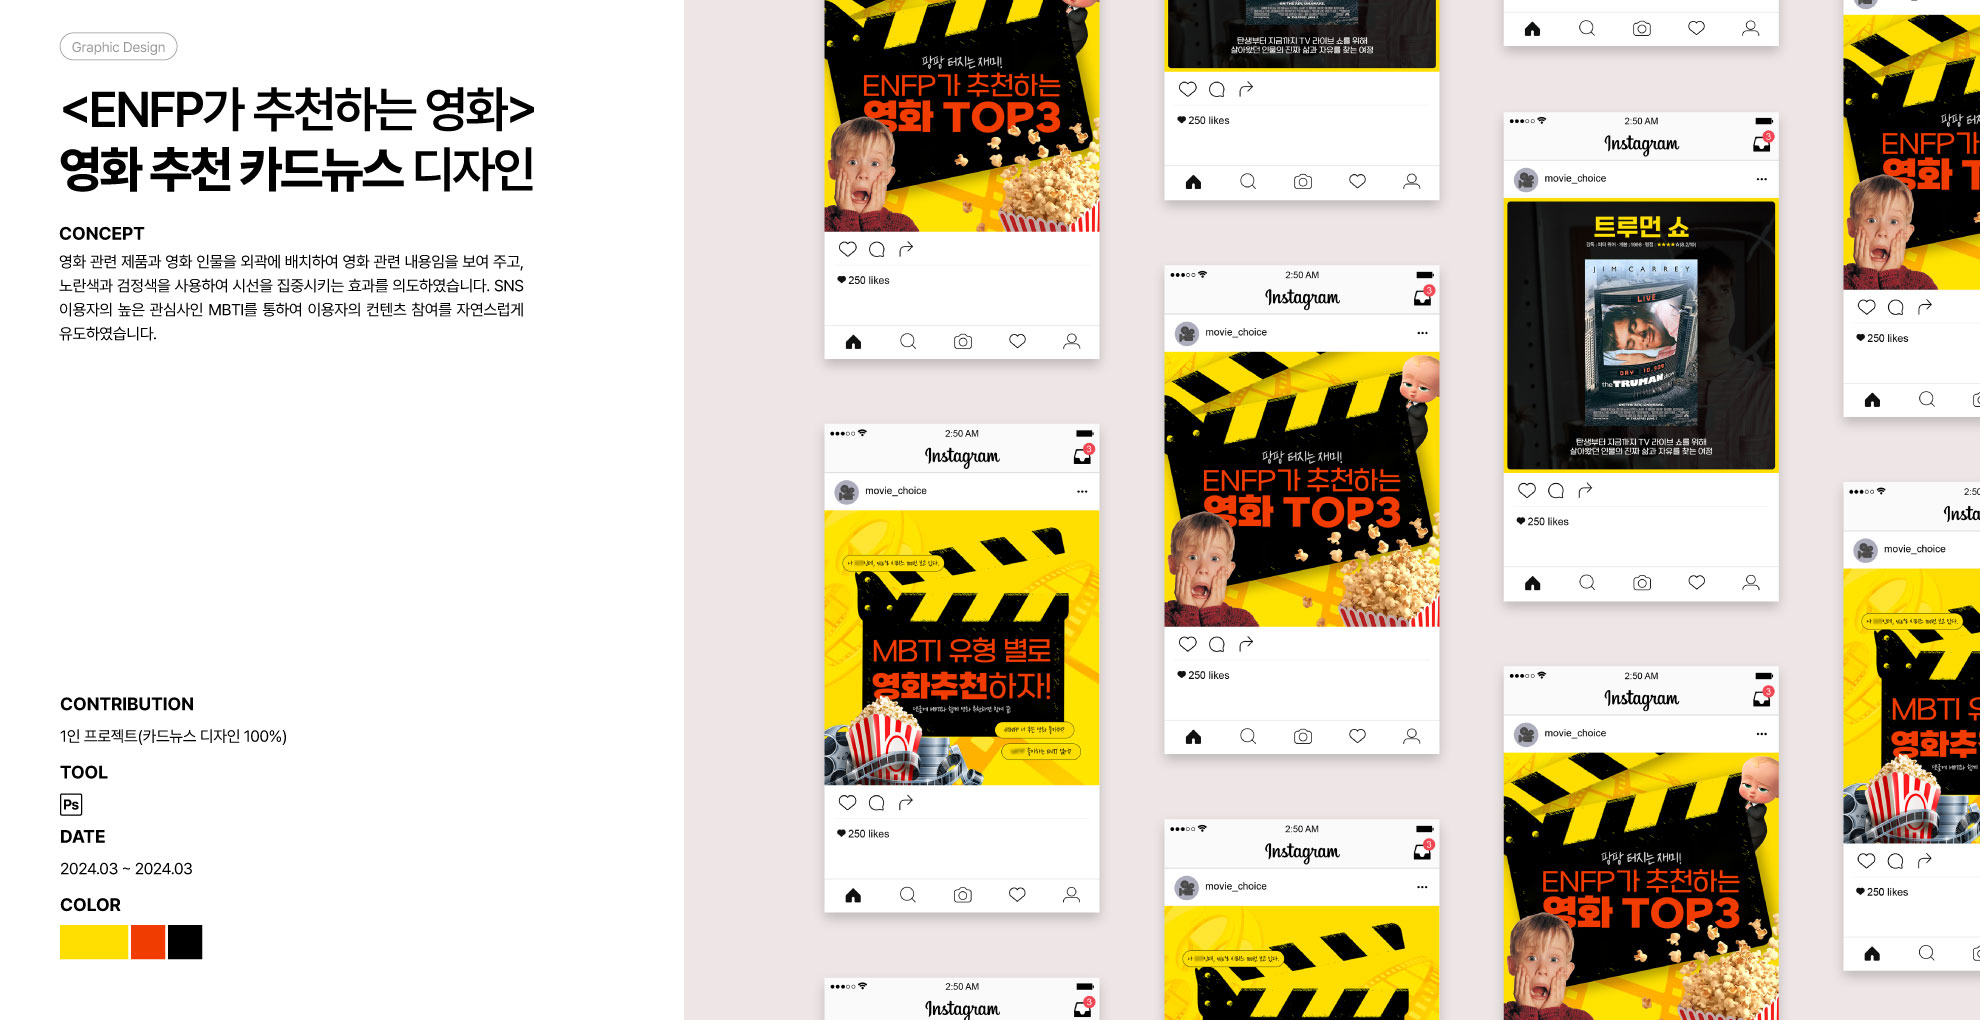 Graphic Design
<ENFP가 추천하는 영화>
영화 추천 카드뉴스 디자인
CONCEPT
영화 관련 제품과 영화 인물을 외곽에 배치하여 영화 관련 내용임을 보여 주고,
노란색과 검정색을 사용하여 시선을 집중시키는 효과를 의도하였습니다. SNS
이용자의 높은 관심사인 MBTI를 통하여 이용자의 컨텐츠 참여를 자연스럽게
유도하였습니다.
CONTRIBUTION
1인 프로젝트(카드뉴스 디자인 100%)
TOOL
Ps
DATE
2024.03 ~ 2024.03
COLOR
팡팡 터지는 재미!
ENFP가 추천하는
영화 TOP3
250 likes
2:50 AM
Instagram
3
movie_choice
MBTI 유형 별로
영화추천하자!
250 likes
2:50 AM
Instagram
3
탄생부터 지금까지 TV 라이브 쇼를 위해
살아왔던 인물의 진짜 삶과 자유를 찾는 여정
250 likes
2:50 AM
Instagram
3
movie_choice
팡팡 터지는 재미!
ENFP가 추천하는
영화 TOP3
250 likes
2:50 AM
Instagram
3
movie_choice
2:50 AM
Instagram
3
movie_choice
트루먼 쇼
JIM CARREY
LIVE
the TRUMAN show
탄생부터 지금까지 TV 라이브 쇼를 위해
살아왔던 인물의 진짜 삶과 자유를 찾는 여정
250 likes
2:50 AM
Instagram
3
movie_choice
팡팡 터지는 재미!
ENFP가 추천하는
영화 TOP3
팡팡 터지
ENFP가
영화 T
250 likes
2:50
Insta
movie_choice
MBTI 유
영화추
250 likes